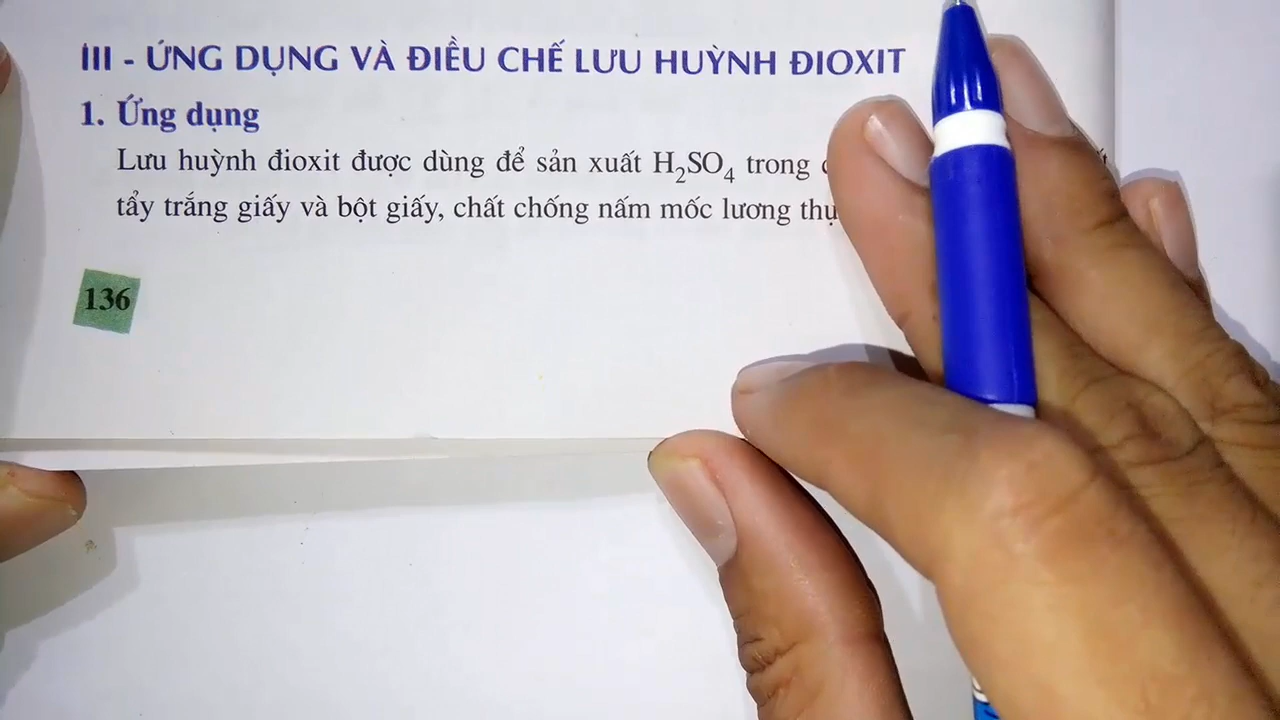 III - ỨNG DỤNG VÀ ĐIỀU CHẾ LƯU HUỲNH ĐIOXIT
1. Ứng dụng
Lưu huỳnh đioxit được dùng để sản xuất H₂SO₄ trong
tẩy trắng giấy và bột giấy, chất chống nấm mốc lương
136